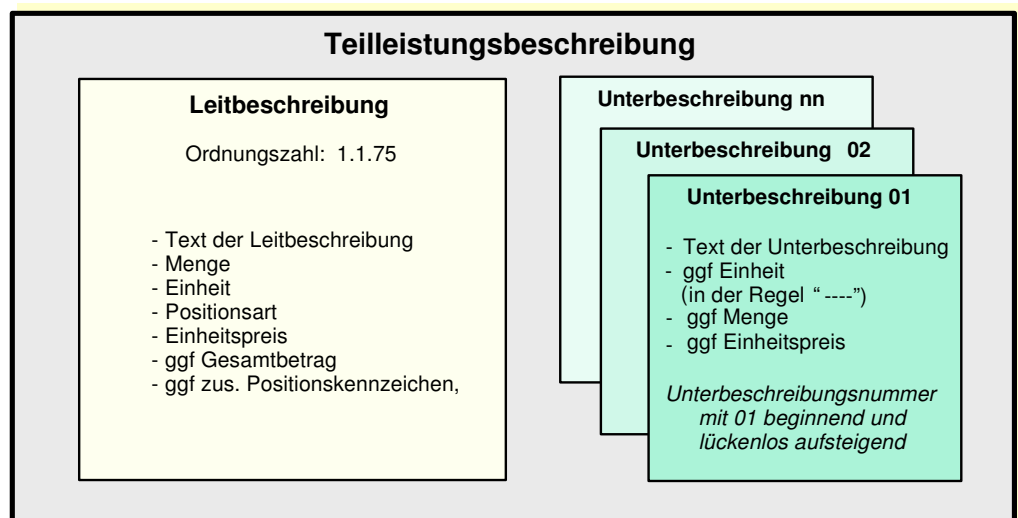 Teilleistungsbeschreibung
Leitbeschreibung
Ordnungszahl: 1.1.75
- Text der Leitbeschreibung
- Menge
- Einheit
- Positionsart
- Einheitspreis
- ggf Gesamtbetrag
- ggf zus. Positionskennzeichen,
Unterbeschreibung nn
Unterbeschreibung 02
Unterbeschreibung 01
- Text der Unterbeschreibung
- ggf Einheit
(in der Regel “ ----”)
- ggf Menge
- ggf Einheitspreis
Unterbeschreibungsnummer
mit 01 beginnend und
lückenlos aufsteigend